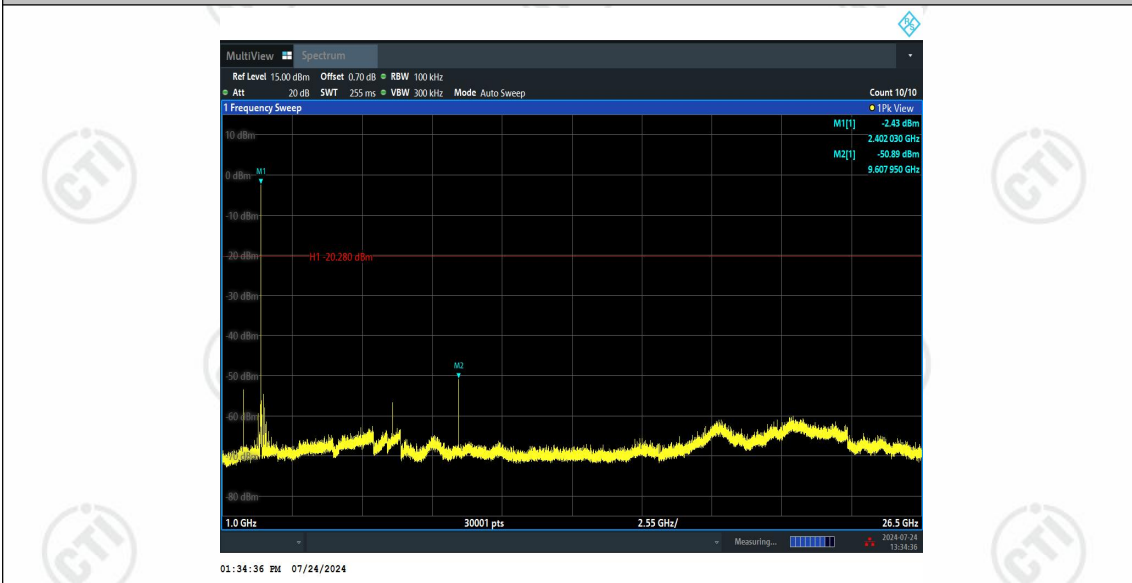 R&S
MultiView Spectrum
Ref Level 15.00 dBm Offset 0.70 dB RBW 100 kHz
Att 20 dB SWT 255 ms VBW 300 kHz Mode Auto Sweep Count 10/10
1 Frequency Sweep 1Pk View
M1[1] -2.43 dBm
2.402 030 GHz
M2[1] -50.89 dBm
9.607 950 GHz
10 dBm
0 dBm
M1
-10 dBm
-20 dBm
H1 -20.280 dBm
-30 dBm
-40 dBm
M2
-50 dBm
-60 dBm
-80 dBm
1.0 GHz 30001 pts 2.55 GHz/ 26.5 GHz
Measuring... 2024-07-24
13:34:36
01:34:36 PM 07/24/2024
CTI
CTI
CTI
CTI